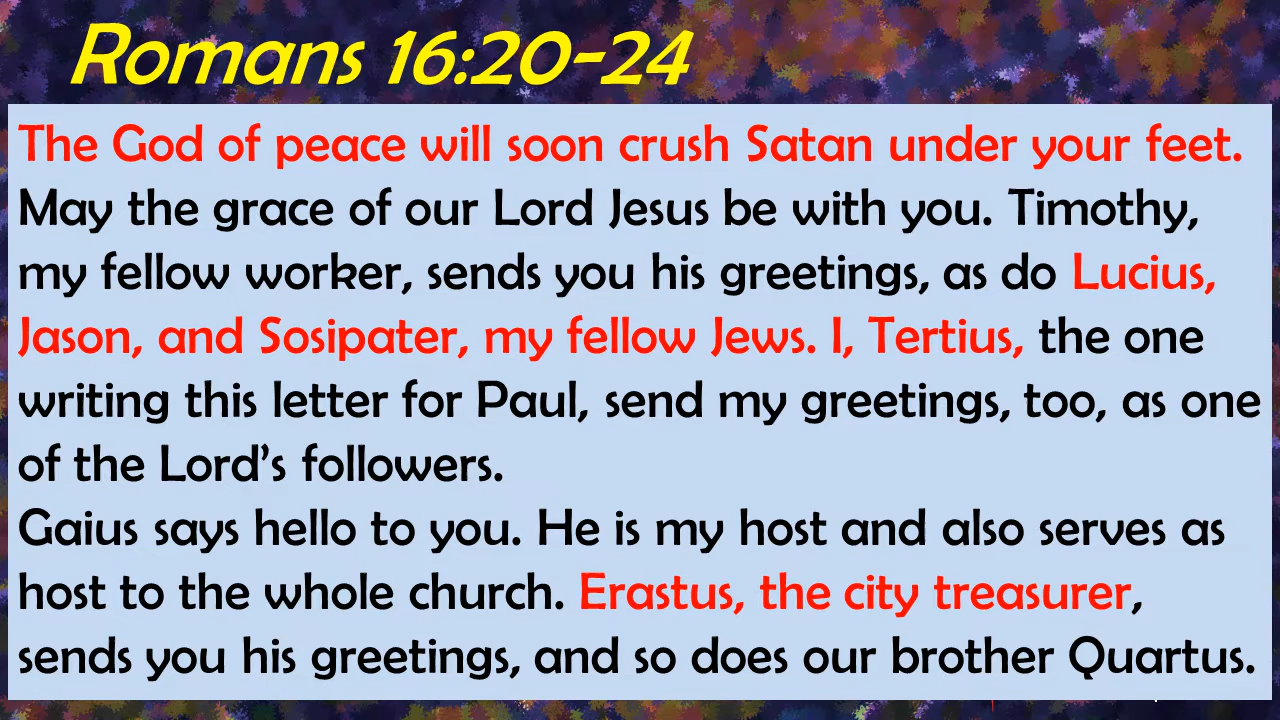 Romans 16:20-24
The God of peace will soon crush Satan under your feet.
May the grace of our Lord Jesus be with you. Timothy,
my fellow worker, sends you his greetings, as do Lucius,
Jason, and Sosipater, my fellow Jews. I, Tertius, the one
writing this letter for Paul, send my greetings, too, as one
of the Lord’s followers.
Gaius says hello to you. He is my host and also serves as
host to the whole church. Erastus, the city treasurer,
sends you his greetings, and so does our brother Quartus.